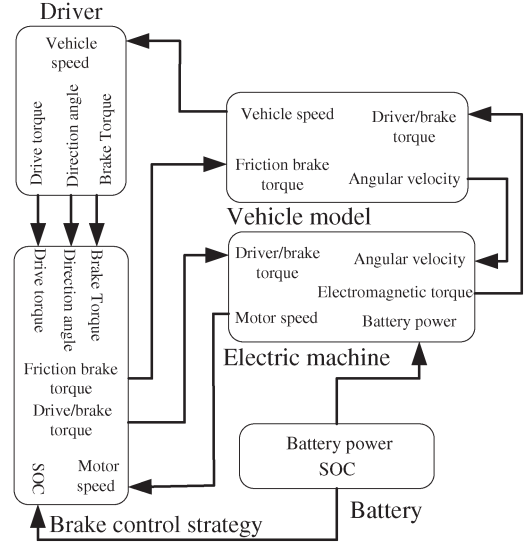 Driver
Vehicle
speed
Drive torque
Direction angle
Brake Torque
Vehicle speed
Driver/brake
torque
Friction brake
torque
Angular velocity
Vehicle model
Drive torque
Direction angle
Brake Torque
Friction brake
torque
Drive/brake
torque
SOC
Motor
speed
Brake control strategy
Driver/brake
torque
Angular velocity
Electromagnetic torque
Motor speed
Battery power
Electric machine
Battery power
SOC
Battery